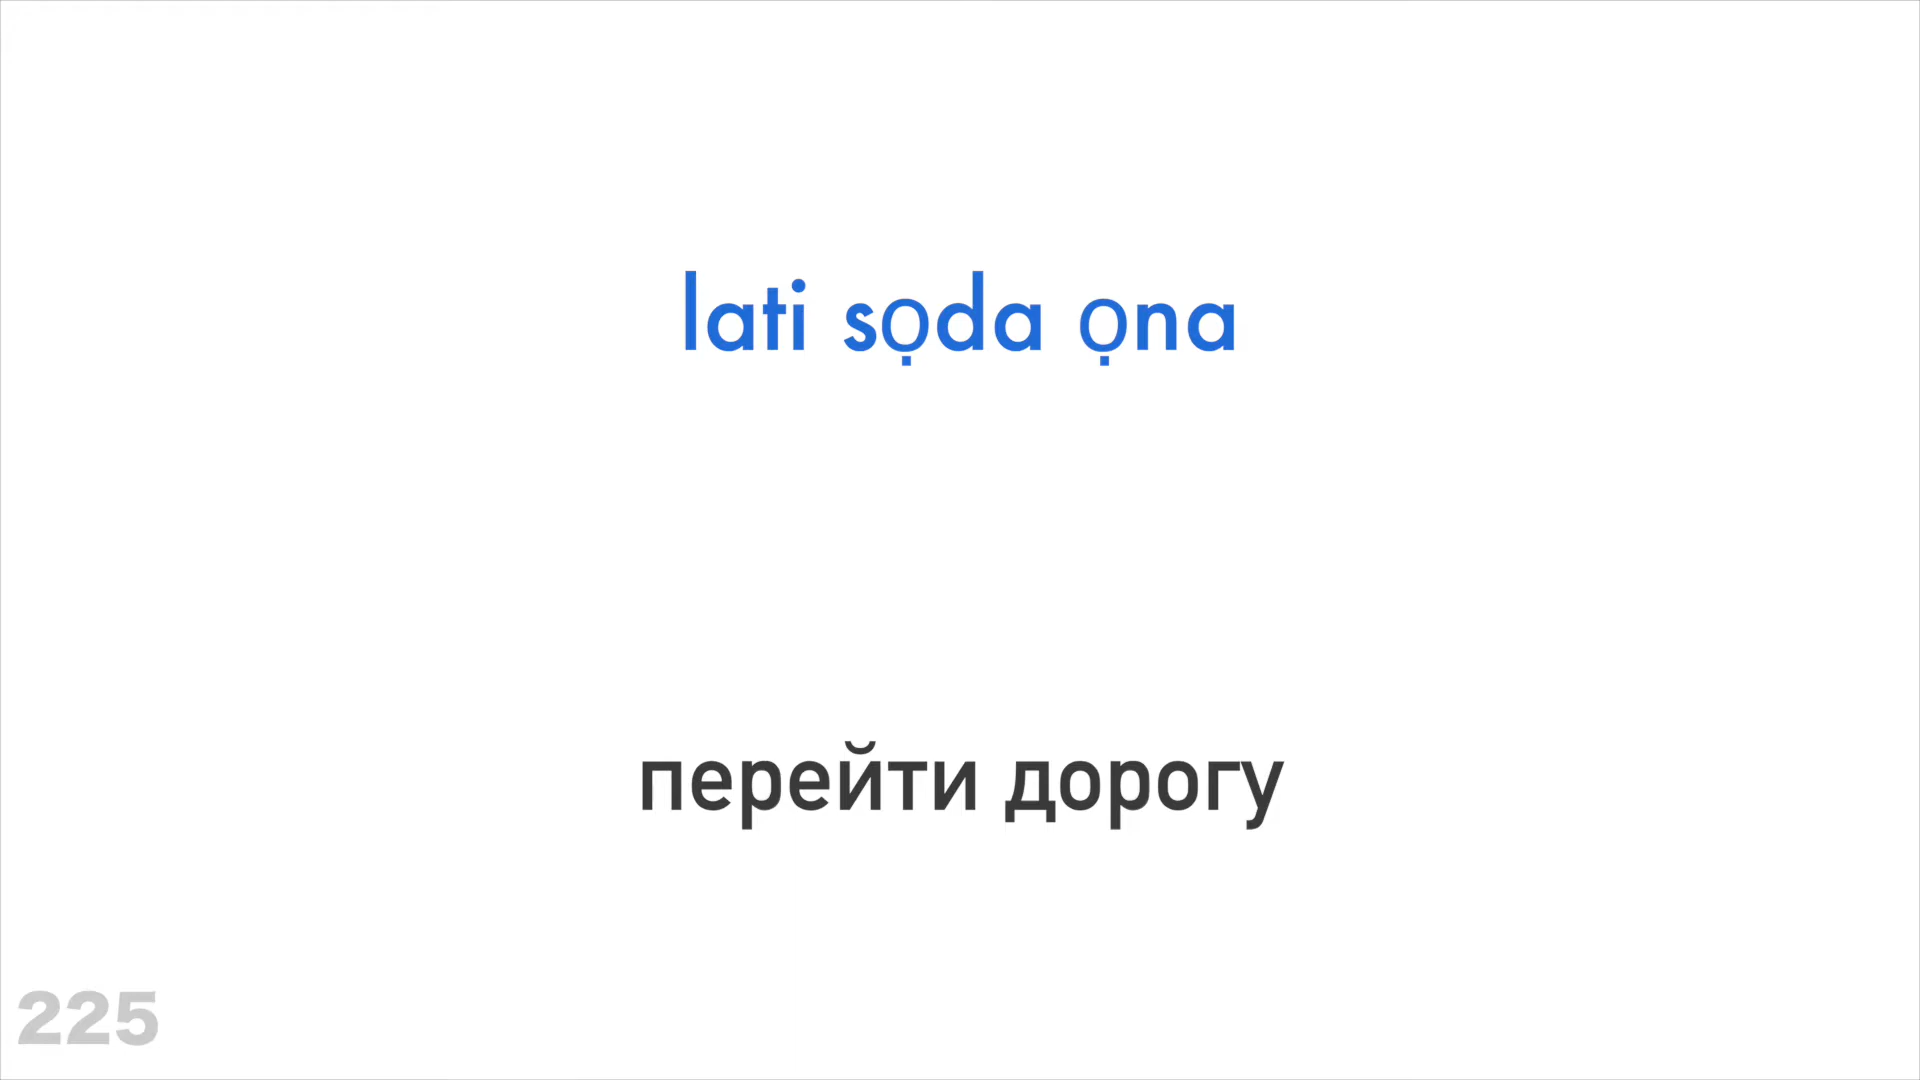 lati sọda ọna
перейти дорогу
225